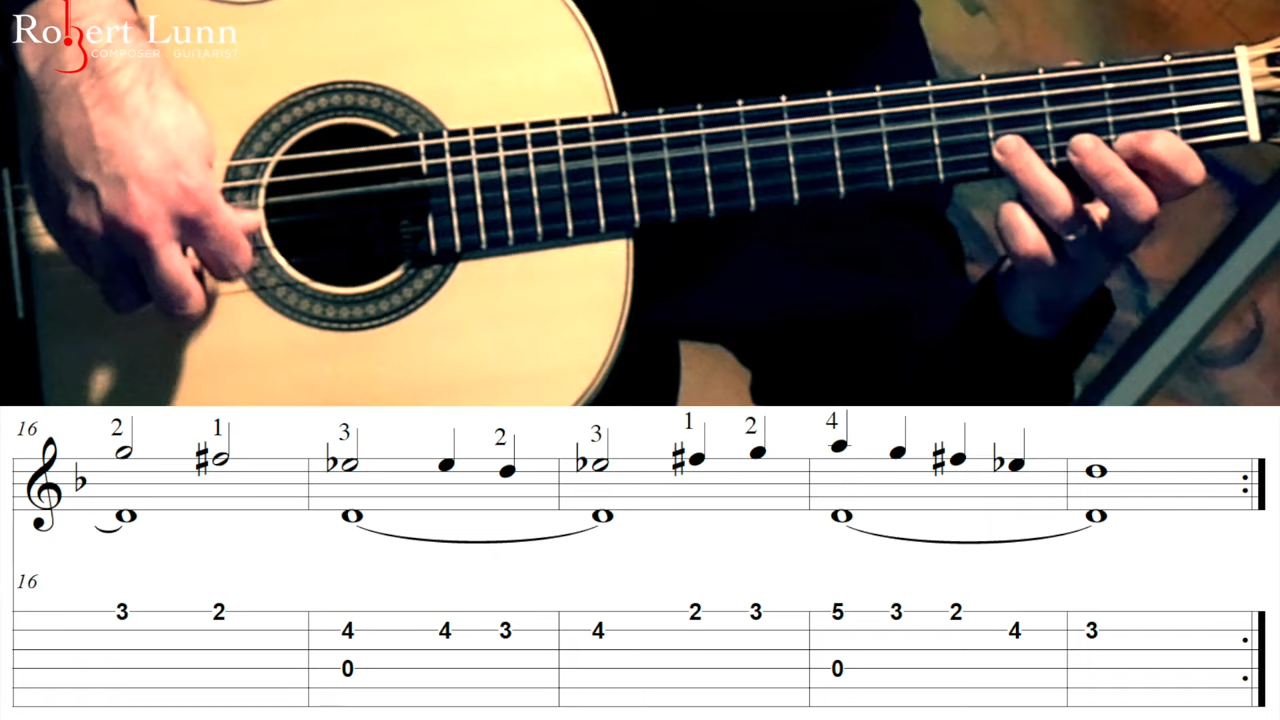 Robert Lunn
COMPOSER . GUITARIST
16
2 1 3 2 3 1 2 4
16
3 2 2 3 5 3 2
4 4 3 4 4 3
0 0